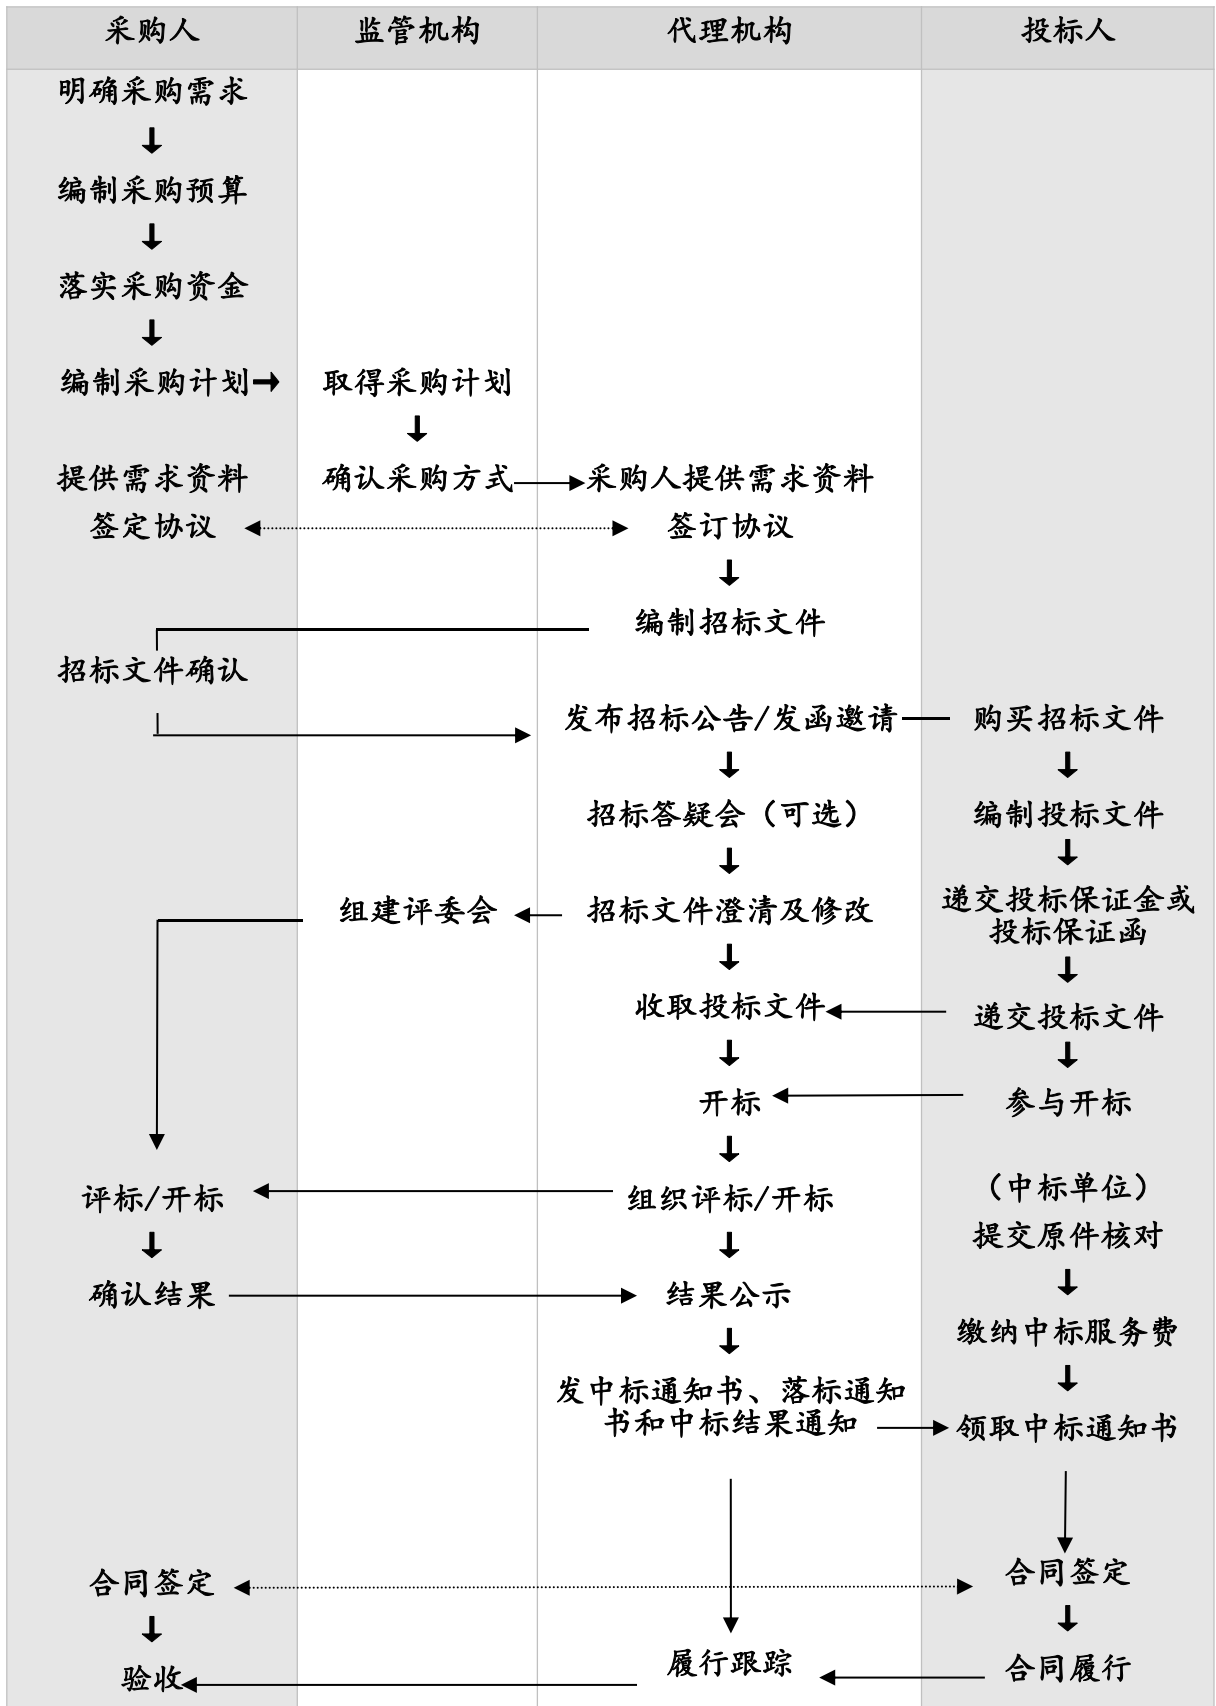 采购人
监管机构
代理机构
投标人
明确采购需求
编制采购预算
落实采购资金
编制采购计划
取得采购计划
提供需求资料
确认采购方式
采购人提供需求资料
签定协议
签订协议
编制招标文件
招标文件确认
发布招标公告/发函邀请
购买招标文件
招标答疑会（可选）
编制投标文件
组建评委会
招标文件澄清及修改
递交投标保证金或
投标保证函
收取投标文件
递交投标文件
开标
参与开标
评标/开标
组织评标/开标
（中标单位）
提交原件核对
确认结果
结果公示
缴纳中标服务费
发中标通知书、落标通知
书和中标结果通知
领取中标通知书
合同签定
合同签定
验收
履行跟踪
合同履行